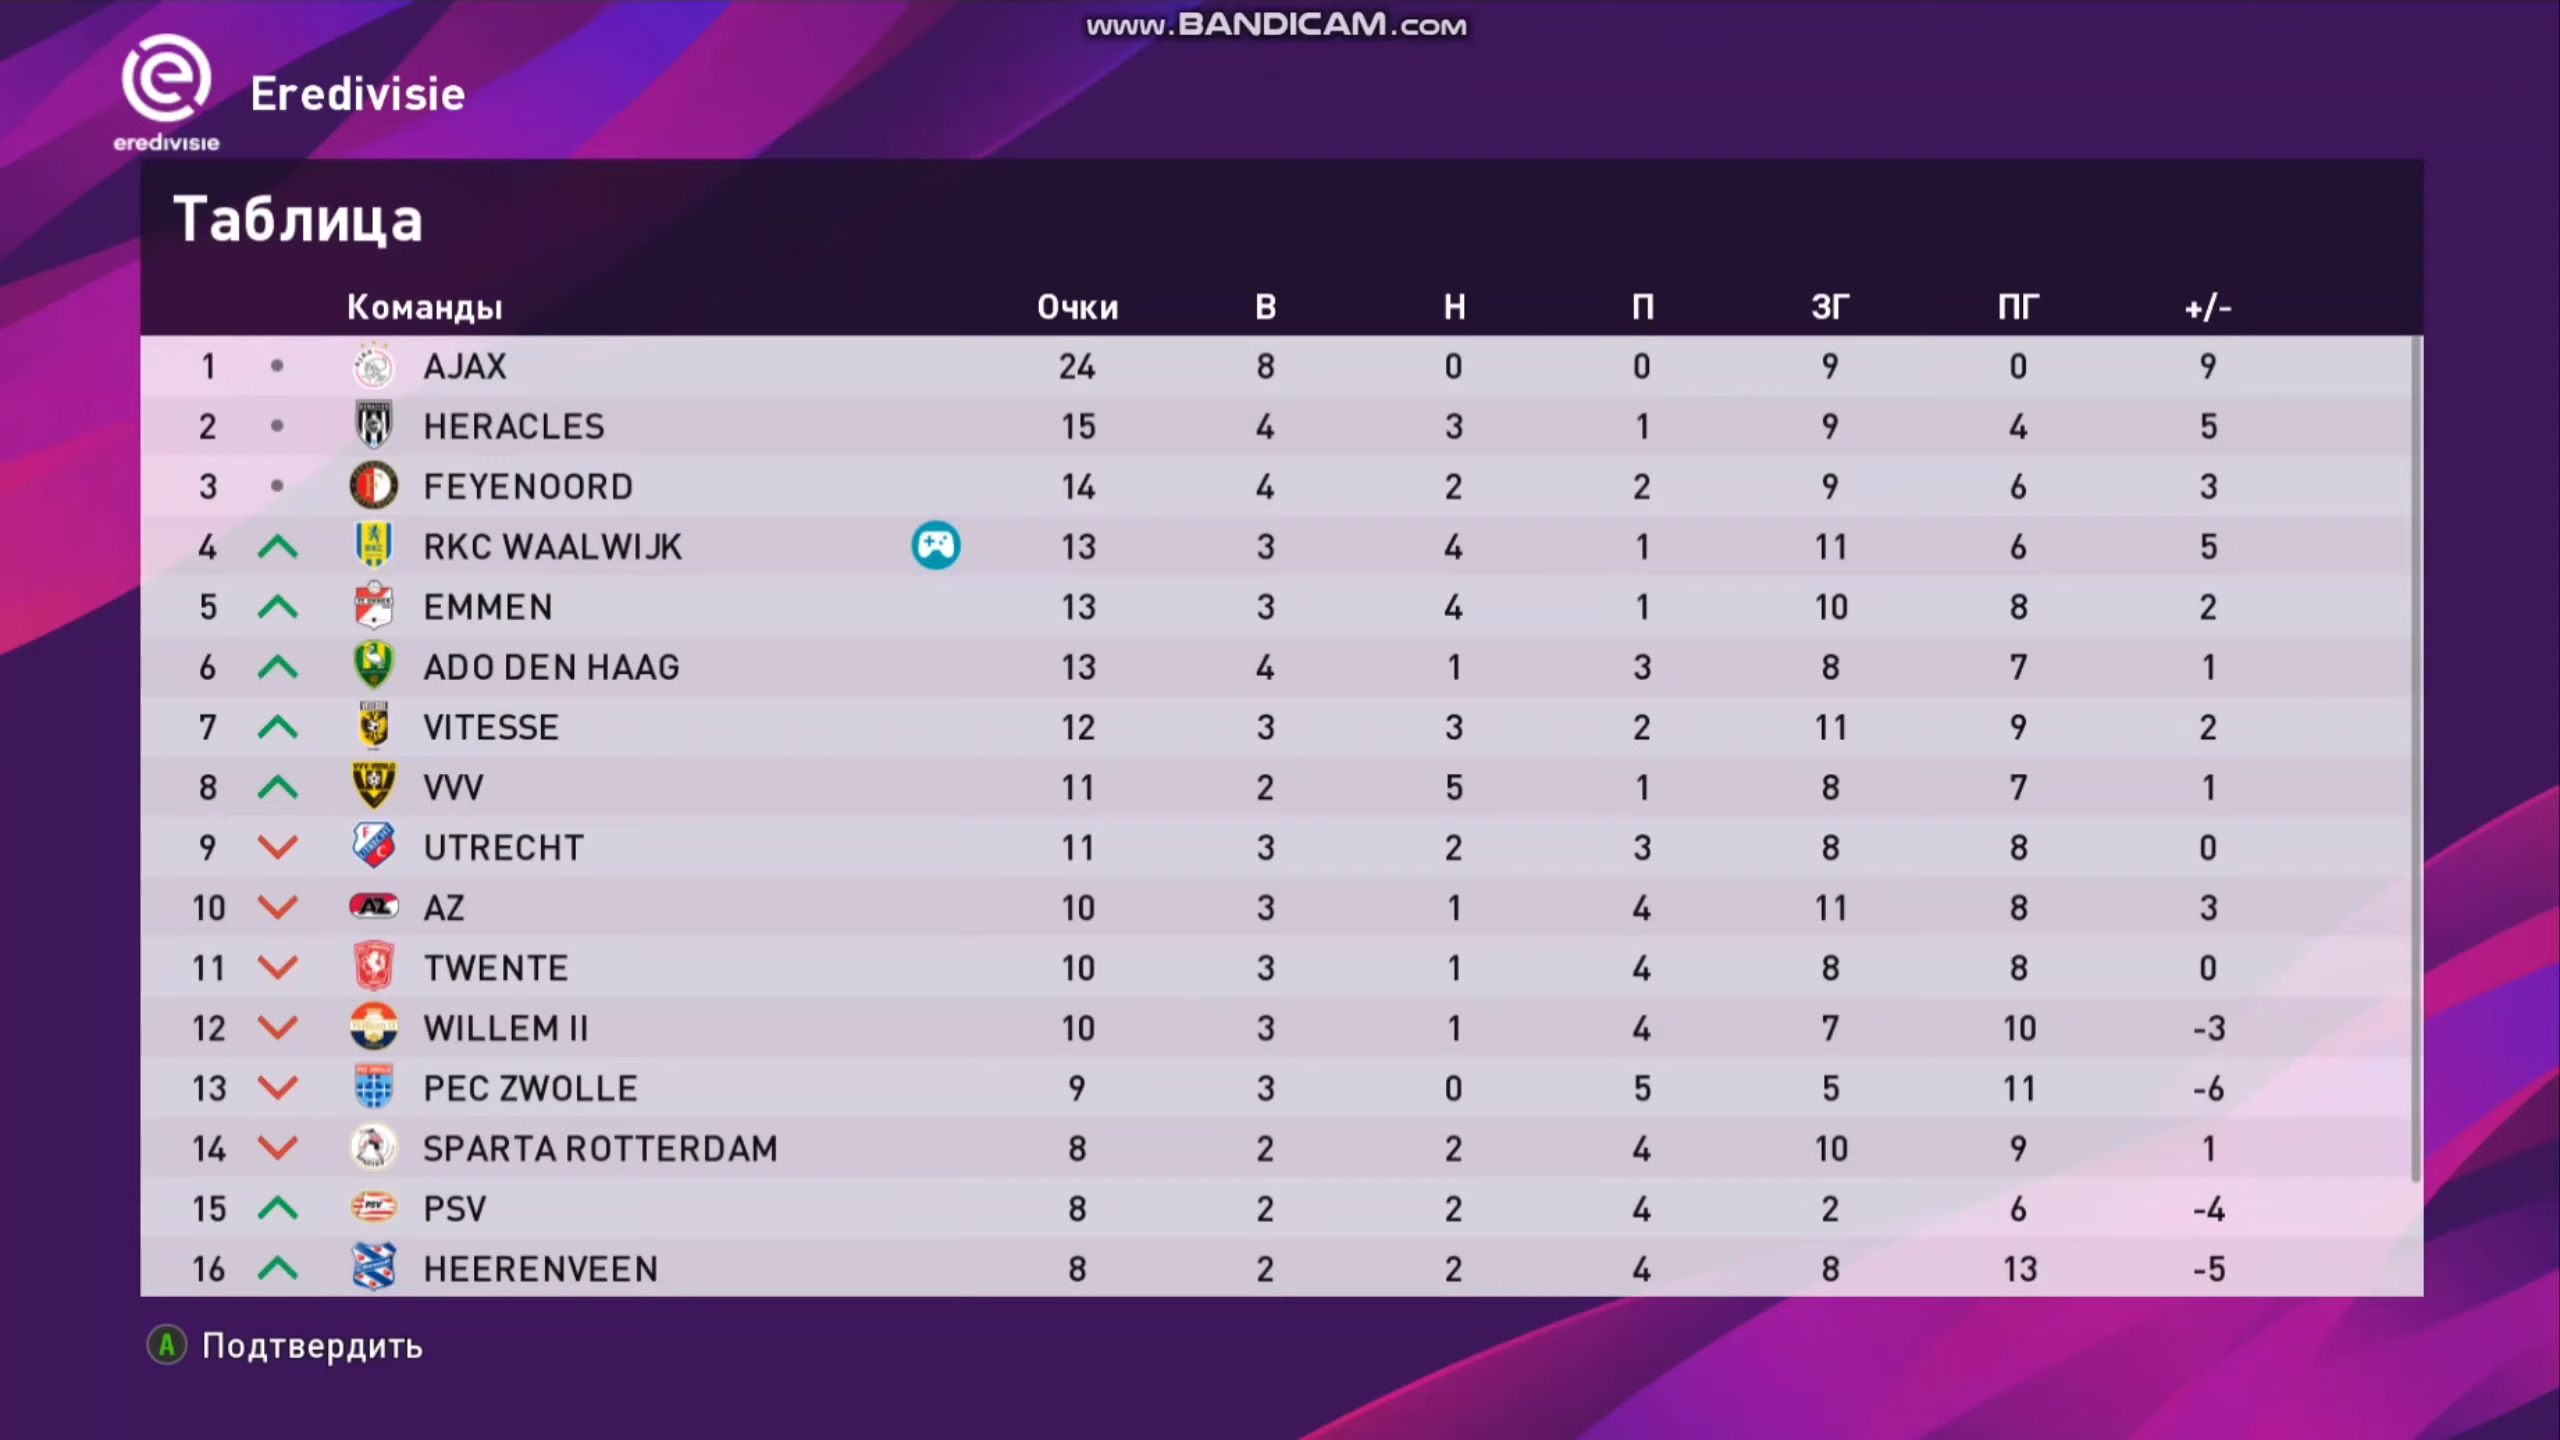 www.BANDICAM.com
eredivisie
Eredivisie
Таблица
Команды Очки В Н П ЗГ ПГ +/-
1 AJAX 24 8 0 0 9 0 9
2 HERACLES 15 4 3 1 9 4 5
3 FEYENOORD 14 4 2 2 9 6 3
4 RKC WAALWIJK 13 3 4 1 11 6 5
5 EMMEN 13 3 4 1 10 8 2
6 ADO DEN HAAG 13 4 1 3 8 7 1
7 VITESSE 12 3 3 2 11 9 2
8 VVV 11 2 5 1 8 7 1
9 UTRECHT 11 3 2 3 8 8 0
10 AZ 10 3 1 4 11 8 3
11 TWENTE 10 3 1 4 8 8 0
12 WILLEM II 10 3 1 4 7 10 -3
13 PEC ZWOLLE 9 3 0 5 5 11 -6
14 SPARTA ROTTERDAM 8 2 2 4 10 9 1
15 PSV 8 2 2 4 2 6 -4
16 HEERENVEEN 8 2 2 4 8 13 -5
A Подтвердить